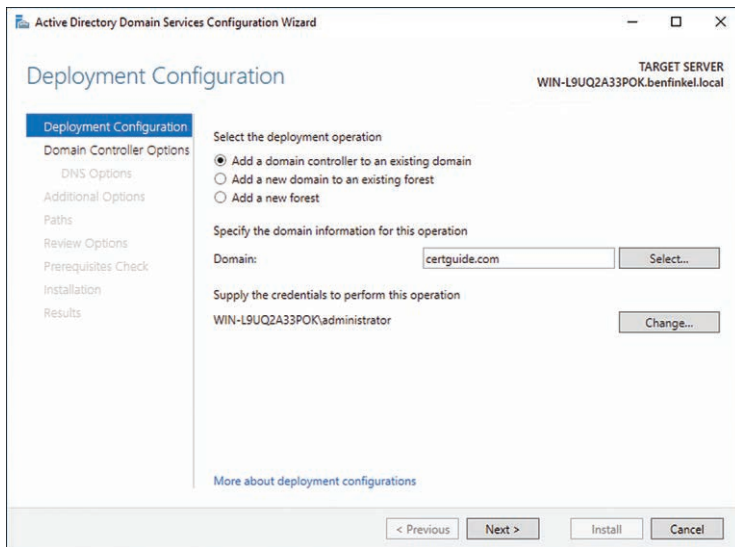 Active Directory Domain Services Configuration Wizard
Deployment Configuration
TARGET SERVER
WIN-L9UQ2A33POK.benfinkel.local
Deployment Configuration
Domain Controller Options
DNS Options
Additional Options
Paths
Review Options
Prerequisites Check
Installation
Results
Select the deployment operation
Add a domain controller to an existing domain
Add a new domain to an existing forest
Add a new forest
Specify the domain information for this operation
Domain: certguide.com Select...
Supply the credentials to perform this operation
WIN-L9UQ2A33POK\administrator Change...
More about deployment configurations
< Previous Next > Install Cancel